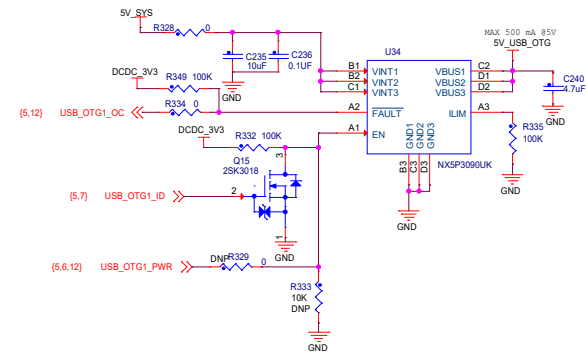 5V_SYS
R328 0
MAX 500 mA @5V
5V_USB_OTG
C235
10uF
C236
0.1UF
GND
U34
B1 VINT1 VBUS1 C2
B2 VINT2 VBUS2 D1
C1 VINT3 VBUS3 D2
C240
4.7uF
GND
DCDC_3V3
R349 100K
{5,12} USB_OTG1_OC R334 0
A2 FAULT ILIM A3
A1 EN
R335
100K
GND
GND1
GND2
GND3
B3
C3
D3
NX5P3090UK
GND
DCDC_3V3
R332 100K
Q15
2SK3018
3
{5,7} USB_OTG1_ID 2
1
GND
{5,6,12} USB_OTG1_PWR DNP R329 0
R333
10K
DNP
GND